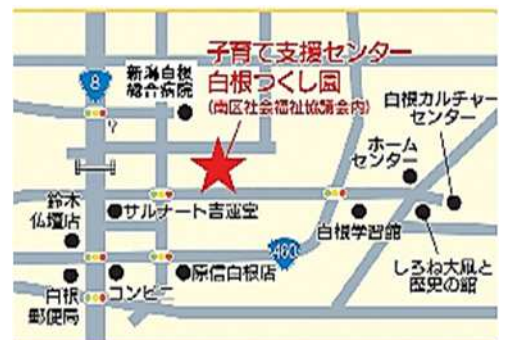 子育て支援センター
白根つくし園
(南区社会福祉協議会内)
8
新潟白根
総合病院
白根カルチャー
センター
ホーム
センター
鈴木
仏壇店
サルナート吉運堂
白根学習館
460
しろね大凧と
歴史の館
原信白根店
コンビニ
白根
郵便局